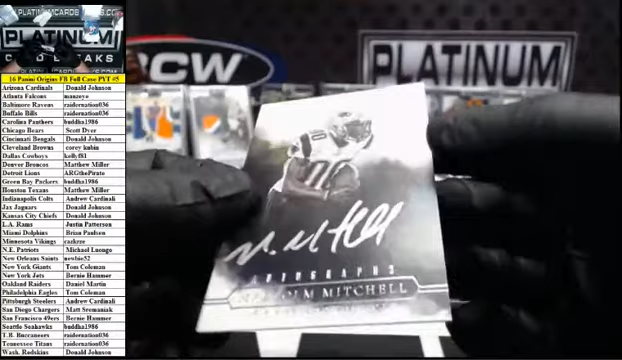 PLATINUM
16 Panini Origins FB Full Case PYT #5
Arizona Cardinals Donald Johnson
Atlanta Falcons
Baltimore Ravens raidernation036
Buffalo Bills raidernation036
Carolina Panthers buddha1986
Chicago Bears Scott Dyer
Cincinnati Bengals Donald Johnson
Cleveland Browns corey kubin
Dallas Cowboys kellyf81
Denver Broncos Matthew Miller
Detroit Lions ARGthePirate
Green Bay Packers buddha1986
Houston Texans Matthew Miller
Indianapolis Colts Andrew Cardinali
Jax Jaguars Donald Johnson
Kansas City Chiefs Donald Johnson
L.A. Rams Justin Patterson
Miami Dolphins Brian Paulsen
Minnesota Vikings
N.E. Patriots Michael Luongo
New Orleans Saints newbie52
New York Giants Tom Coleman
New York Jets Bernie Hammer
Oakland Raiders Daniel Martin
Philadelphia Eagles Tom Coleman
Pittsburgh Steelers Andrew Cardinali
San Diego Chargers Matt
San Francisco 49ers Bernie Hammer
Seattle Seahawks buddha1986
T.B. Buccaneers raidernation036
Tennessee Titans raidernation036
Wash. Redskins Donald Johnson
BCW
PLATINUM
AUTOGRAPHS
MALCOLM MITCHELL